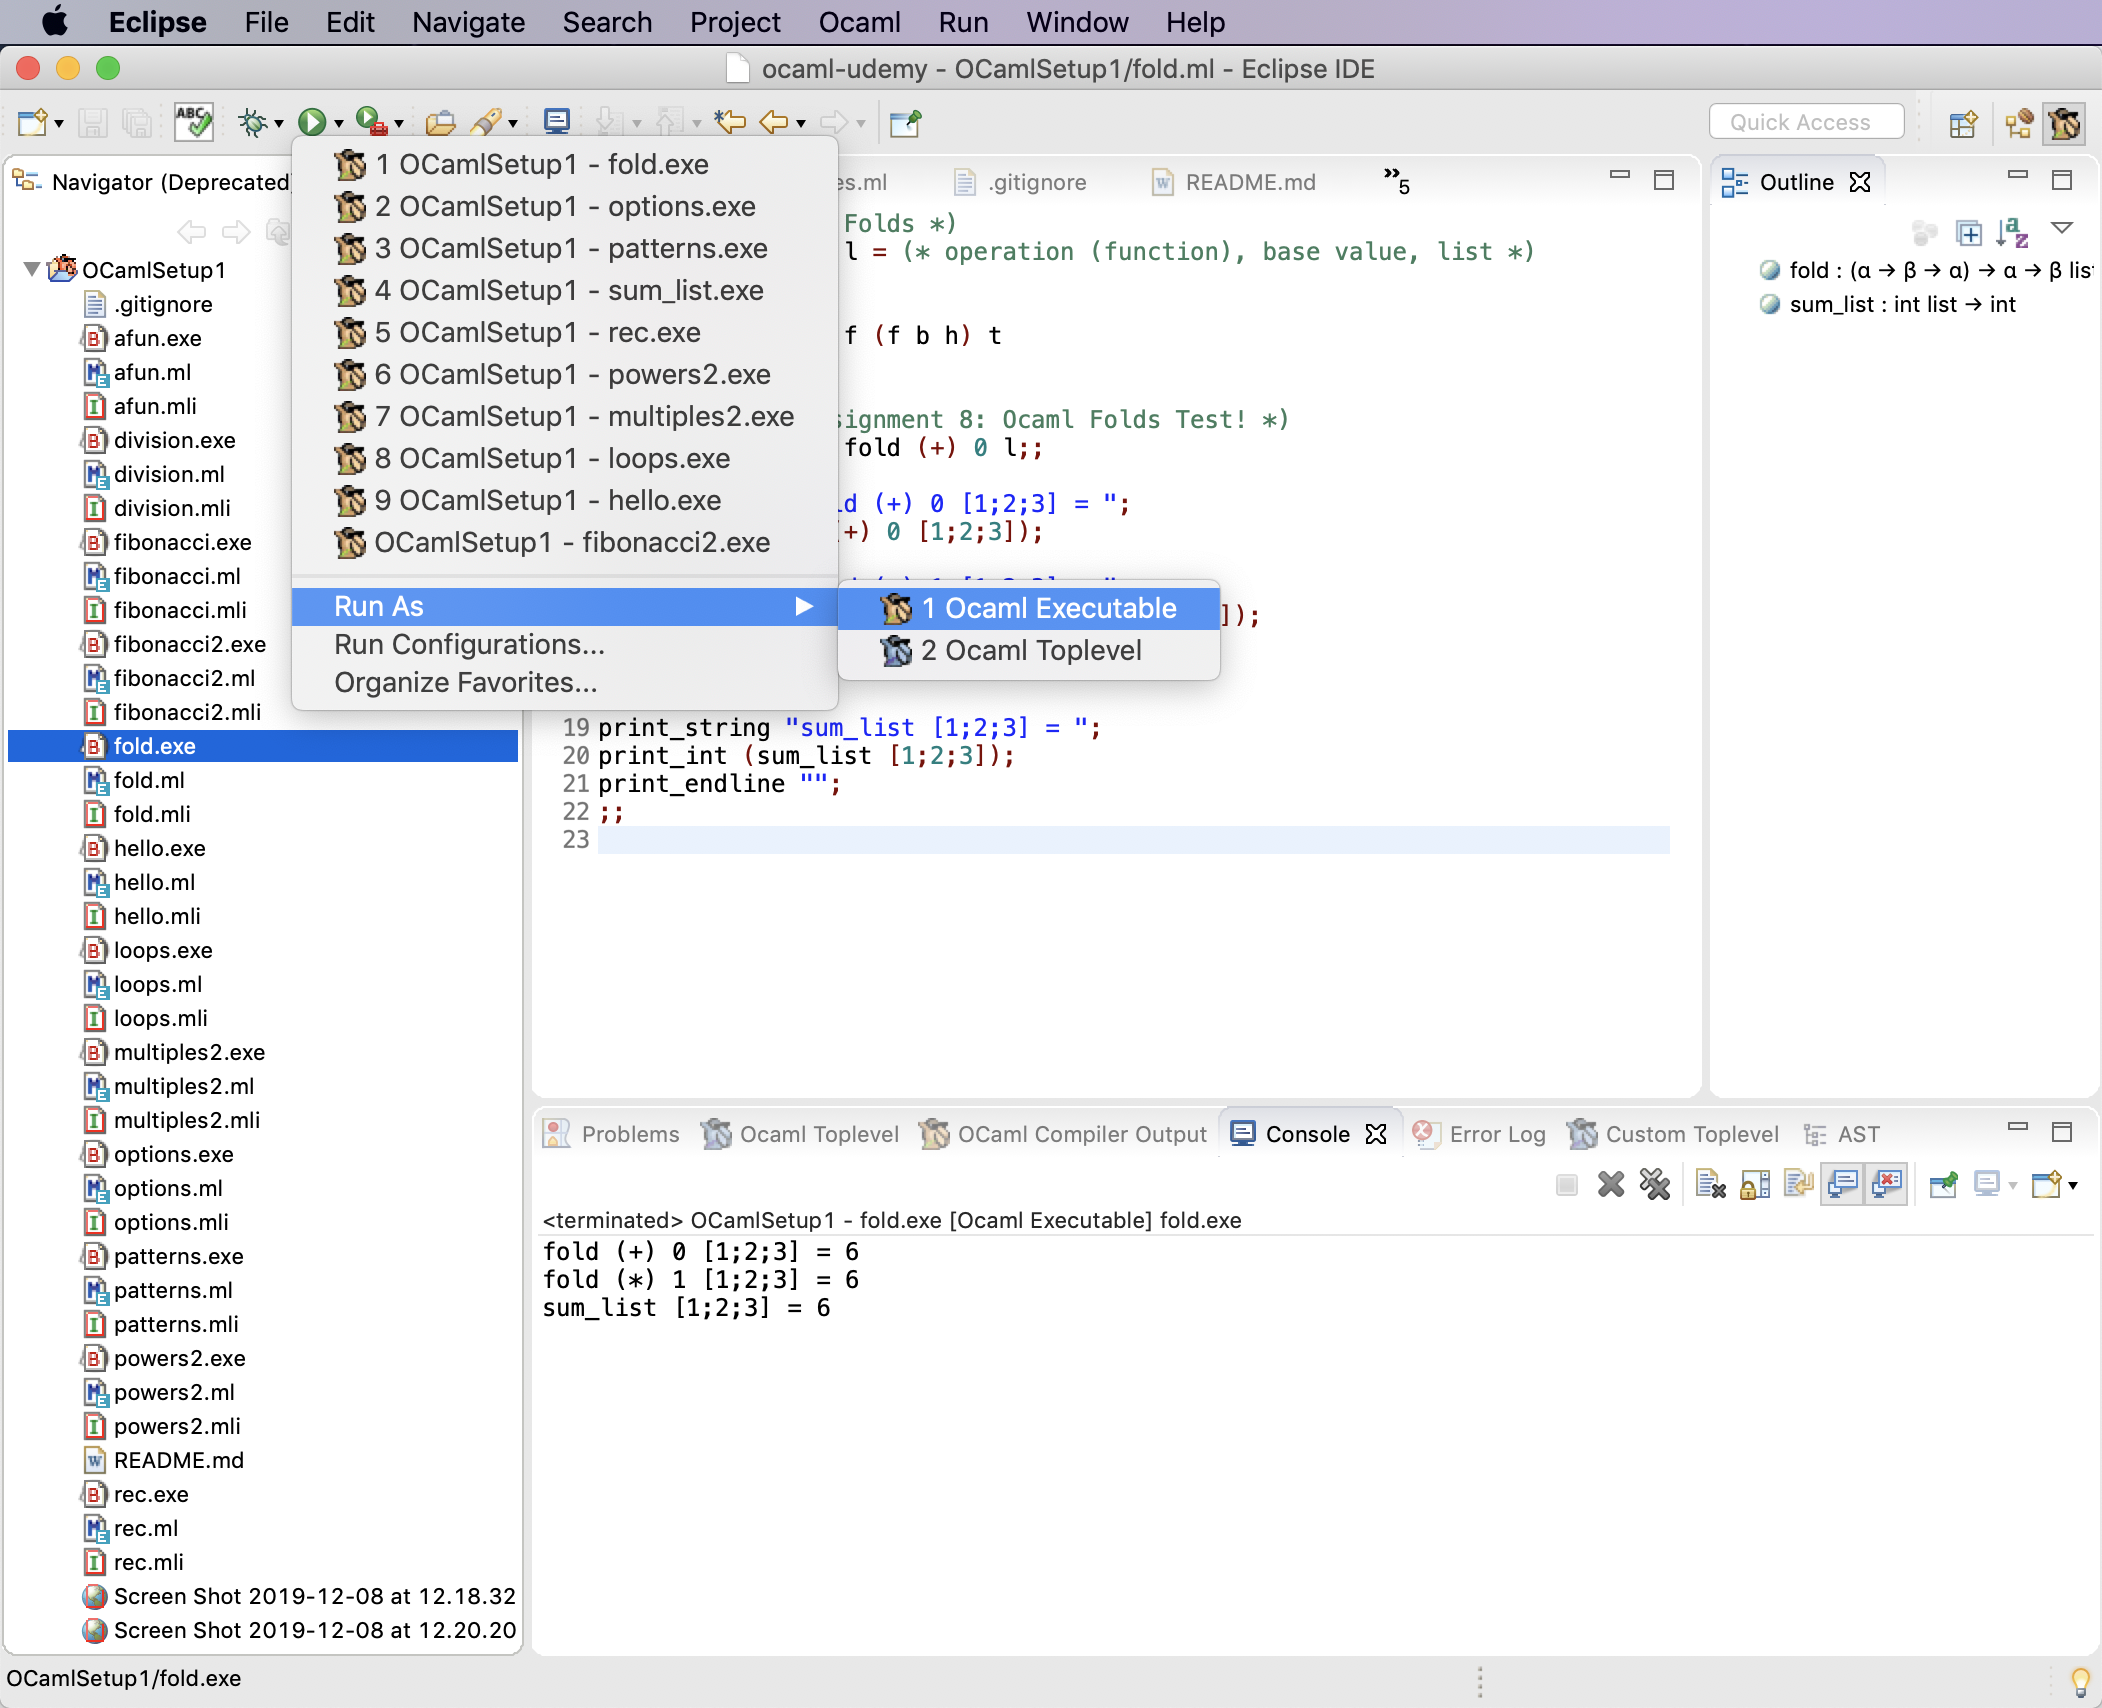 Eclipse File Edit Navigate Search Project Ocaml Run Window Help
ocaml-udemy - OCamlSetup1/fold.ml - Eclipse IDE
ABC
Quick Access
Navigator (Deprecated)
OCamlSetup1
.gitignore
afun.exe
afun.ml
afun.mli
division.exe
division.ml
division.mli
fibonacci.exe
fibonacci.ml
fibonacci.mli
fibonacci2.exe
fibonacci2.ml
fibonacci2.mli
fold.exe
fold.ml
fold.mli
hello.exe
hello.ml
hello.mli
loops.exe
loops.ml
loops.mli
multiples2.exe
multiples2.ml
multiples2.mli
options.exe
options.ml
options.mli
patterns.exe
patterns.ml
patterns.mli
powers2.exe
powers2.ml
powers2.mli
README.md
rec.exe
rec.ml
rec.mli
Screen Shot 2019-12-08 at 12.18.32
Screen Shot 2019-12-08 at 12.20.20
1 OCamlSetup1 - fold.exe
2 OCamlSetup1 - options.exe
3 OCamlSetup1 - patterns.exe
4 OCamlSetup1 - sum_list.exe
5 OCamlSetup1 - rec.exe
6 OCamlSetup1 - powers2.exe
7 OCamlSetup1 - multiples2.exe
8 OCamlSetup1 - loops.exe
9 OCamlSetup1 - hello.exe
OCamlSetup1 - fibonacci2.exe
Run As
Run Configurations...
Organize Favorites...
1 Ocaml Executable
2 Ocaml Toplevel
es.ml .gitignore README.md »5
Folds *)
l = (* operation (function), base value, list *)
f (f b h) t
signment 8: Ocaml Folds Test! *)
fold (+) 0 l;;
ld (+) 0 [1;2;3] = ";
(+) 0 [1;2;3]);
]);
19 print_string "sum_list [1;2;3] = ";
20 print_int (sum_list [1;2;3]);
21 print_endline "";
22 ;;
23
Outline
fold : (α → β → α) → α → β lis
sum_list : int list → int
Problems Ocaml Toplevel OCaml Compiler Output Console Error Log Custom Toplevel AST
<terminated> OCamlSetup1 - fold.exe [Ocaml Executable] fold.exe
fold (+) 0 [1;2;3] = 6
fold (*) 1 [1;2;3] = 6
sum_list [1;2;3] = 6
OCamlSetup1/fold.exe